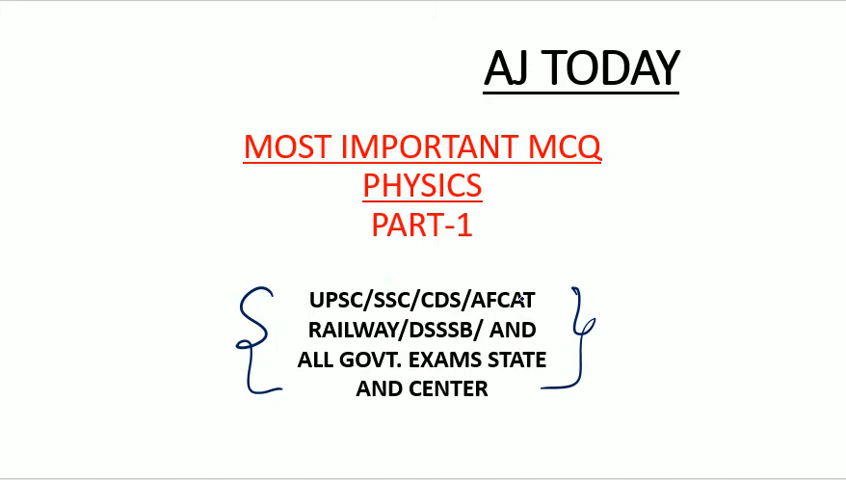 AJ TODAY
MOST IMPORTANT MCQ
PHYSICS
PART-1
UPSC/SSC/CDS/AFCAT
RAILWAY/DSSSB/ AND
ALL GOVT. EXAMS STATE
AND CENTER